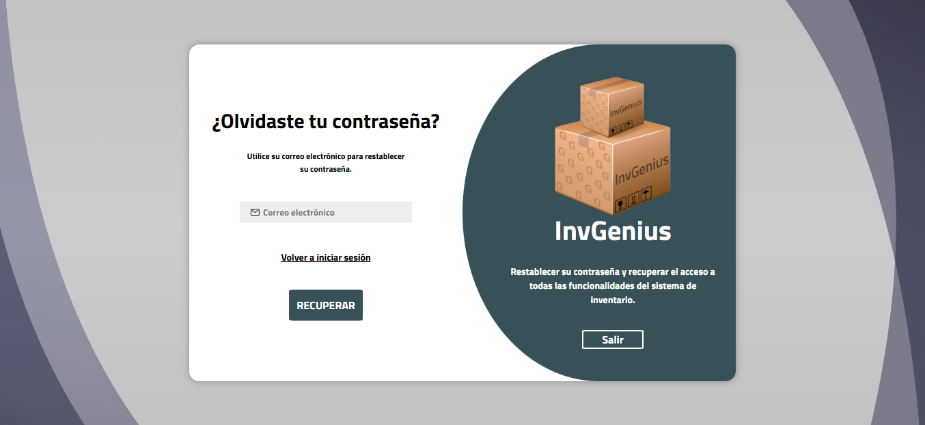 ¿Olvidaste tu contraseña?
Utilice su correo electrónico para restablecer
su contraseña.
Correo electrónico
Volver a iniciar sesión
RECUPERAR
InvGenius
InvGenius
InvGenius
Restablecer su contraseña y recuperar el acceso a
todas las funcionalidades del sistema de
inventario.
Salir